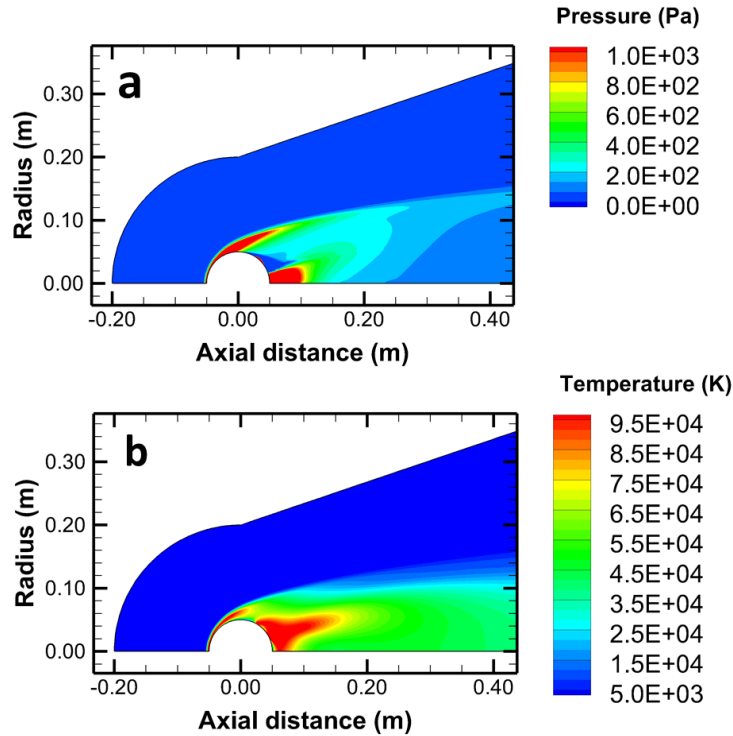 Pressure (Pa)
a
1.0E+03
8.0E+02
6.0E+02
4.0E+02
2.0E+02
0.0E+00
Radius (m)
0.30
0.20
0.10
0.00
-0.20 0.00 0.20 0.40
Axial distance (m)
Temperature (K)
b
9.5E+04
8.5E+04
7.5E+04
6.5E+04
5.5E+04
4.5E+04
3.5E+04
2.5E+04
1.5E+04
5.0E+03
Radius (m)
0.30
0.20
0.10
0.00
-0.20 0.00 0.20 0.40
Axial distance (m)